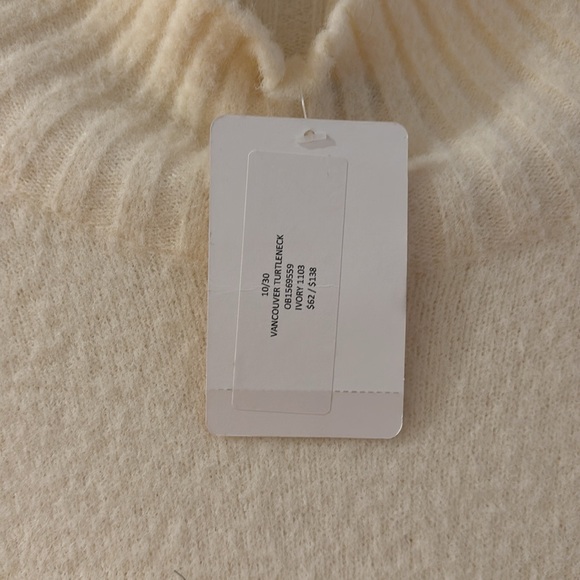 10/30
VANCOUVER TURTLENECK
OB1569559
IVORY 1103
$62 / $138